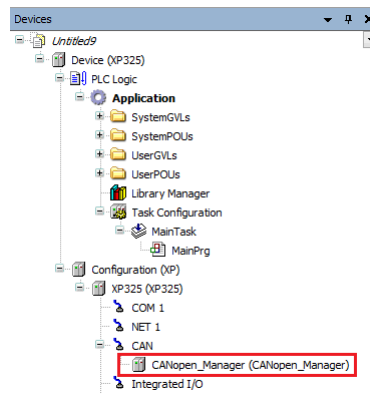 Devices
Untitled9
Device (XP325)
PLC Logic
Application
SystemGVLs
SystemPOUs
UserGVLs
UserPOUs
Library Manager
Task Configuration
MainTask
MainPrg
Configuration (XP)
XP325 (XP325)
COM 1
NET 1
CAN
CANopen_Manager (CANopen_Manager)
Integrated I/O